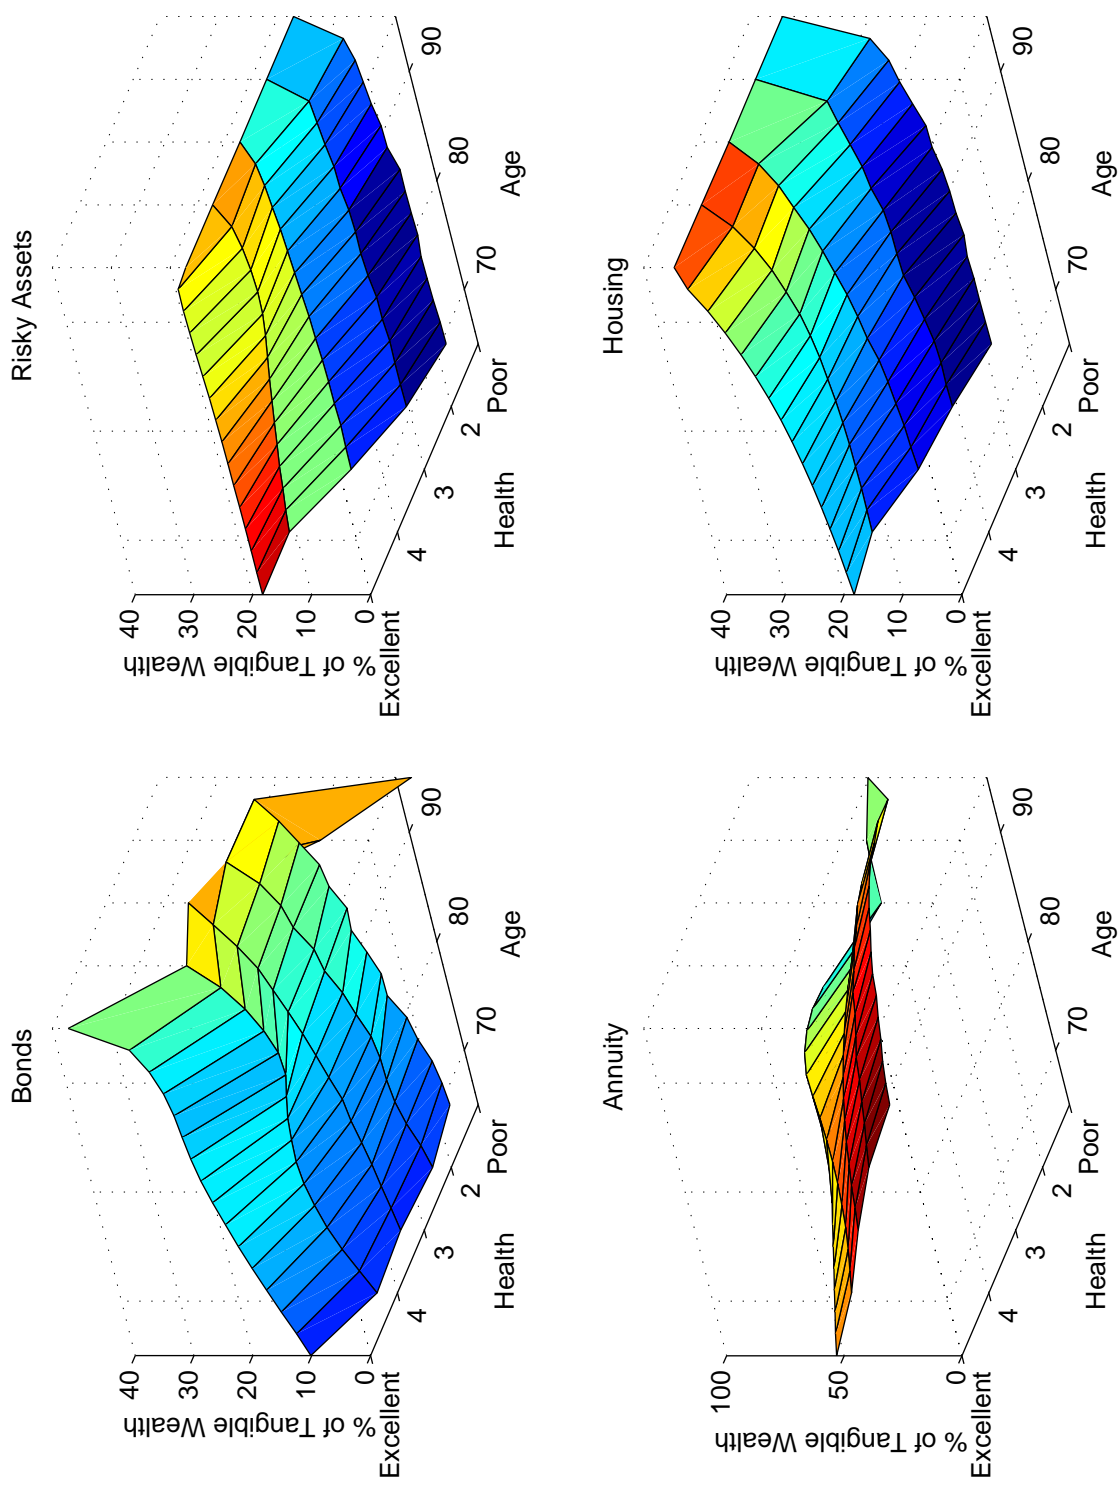 Bonds
40
30
20
10
0
% of Tangible Wealth
Excellent
4
3
2
Poor
Health
70
80
90
Age
Risky Assets
40
30
20
10
0
% of Tangible Wealth
Excellent
4
3
2
Poor
Health
70
80
90
Age
Annuity
100
50
0
% of Tangible Wealth
Excellent
4
3
2
Poor
Health
70
80
90
Age
Housing
40
30
20
10
0
% of Tangible Wealth
Excellent
4
3
2
Poor
Health
70
80
90
Age